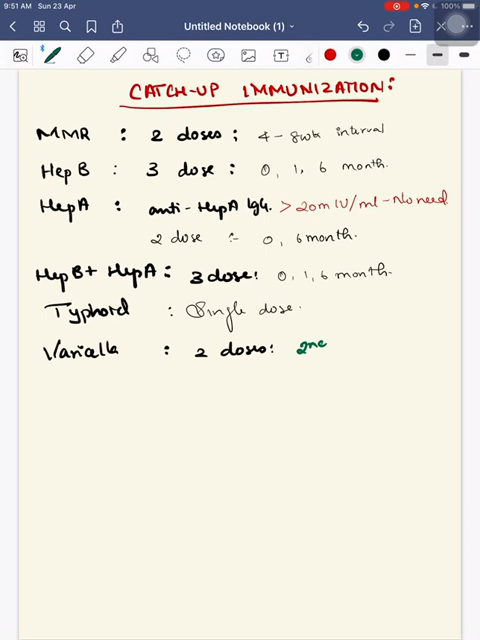 9:51 AM Sun 23 Apr 100%
Untitled Notebook (1)
CATCH-UP IMMUNIZATION:
MMR : 2 doses; 4-8wk interval
HepB : 3 dose : 0, 1, 6 month.
HepA : anti-HepA IgG. >20mIU/ml-No need
2 dose :- 0, 6 month.
HepB + HepA : 3 dose: 0, 1, 6 month.
Typhoid : Single dose.
Varicella : 2 doses: 2nd